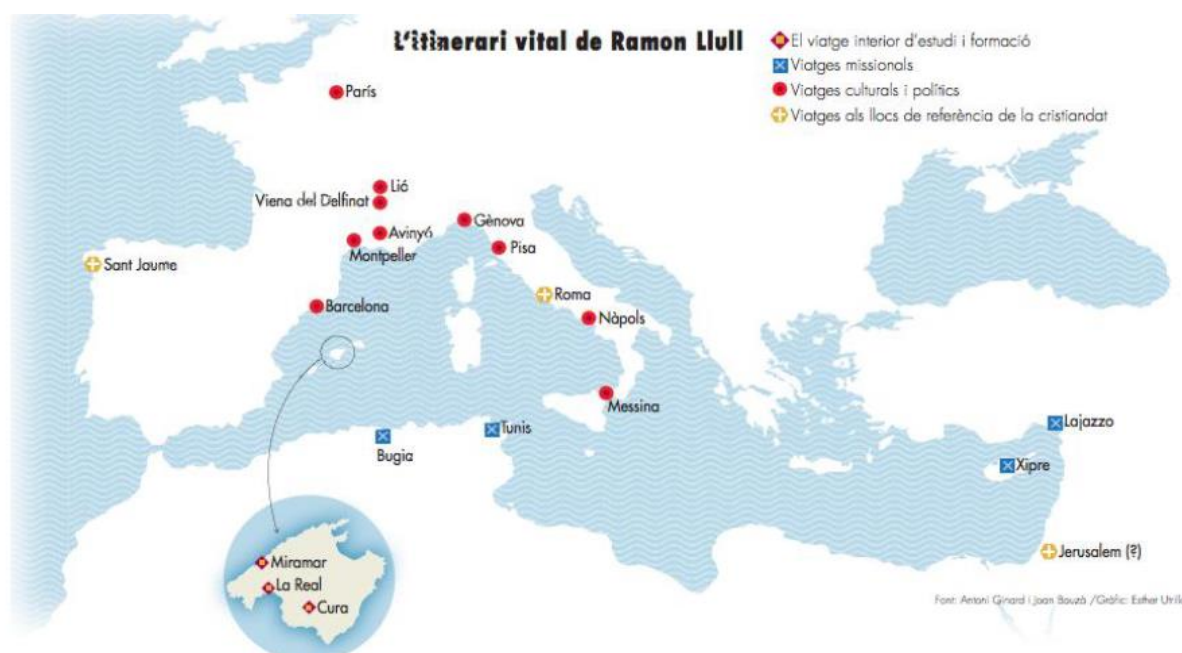 L'itinerari vital de Ramon Llull
El viatge interior d'estudi i formació
Viatges missionals
Viatges culturals i polítics
Viatges als llocs de referència de la cristiandat
París
Lió
Viena del Delfinat
Avinyó
Montpeller
Gènova
Pisa
Sant Jaume
Roma
Barcelona
Nàpols
Messina
Tunis
Bugia
Lajazzo
Xipre
Jerusalem (?)
Miramar
La Real
Cura
Font: Antoni Ginard i Joan Bauzà /Gràfic: Esther Utrilla